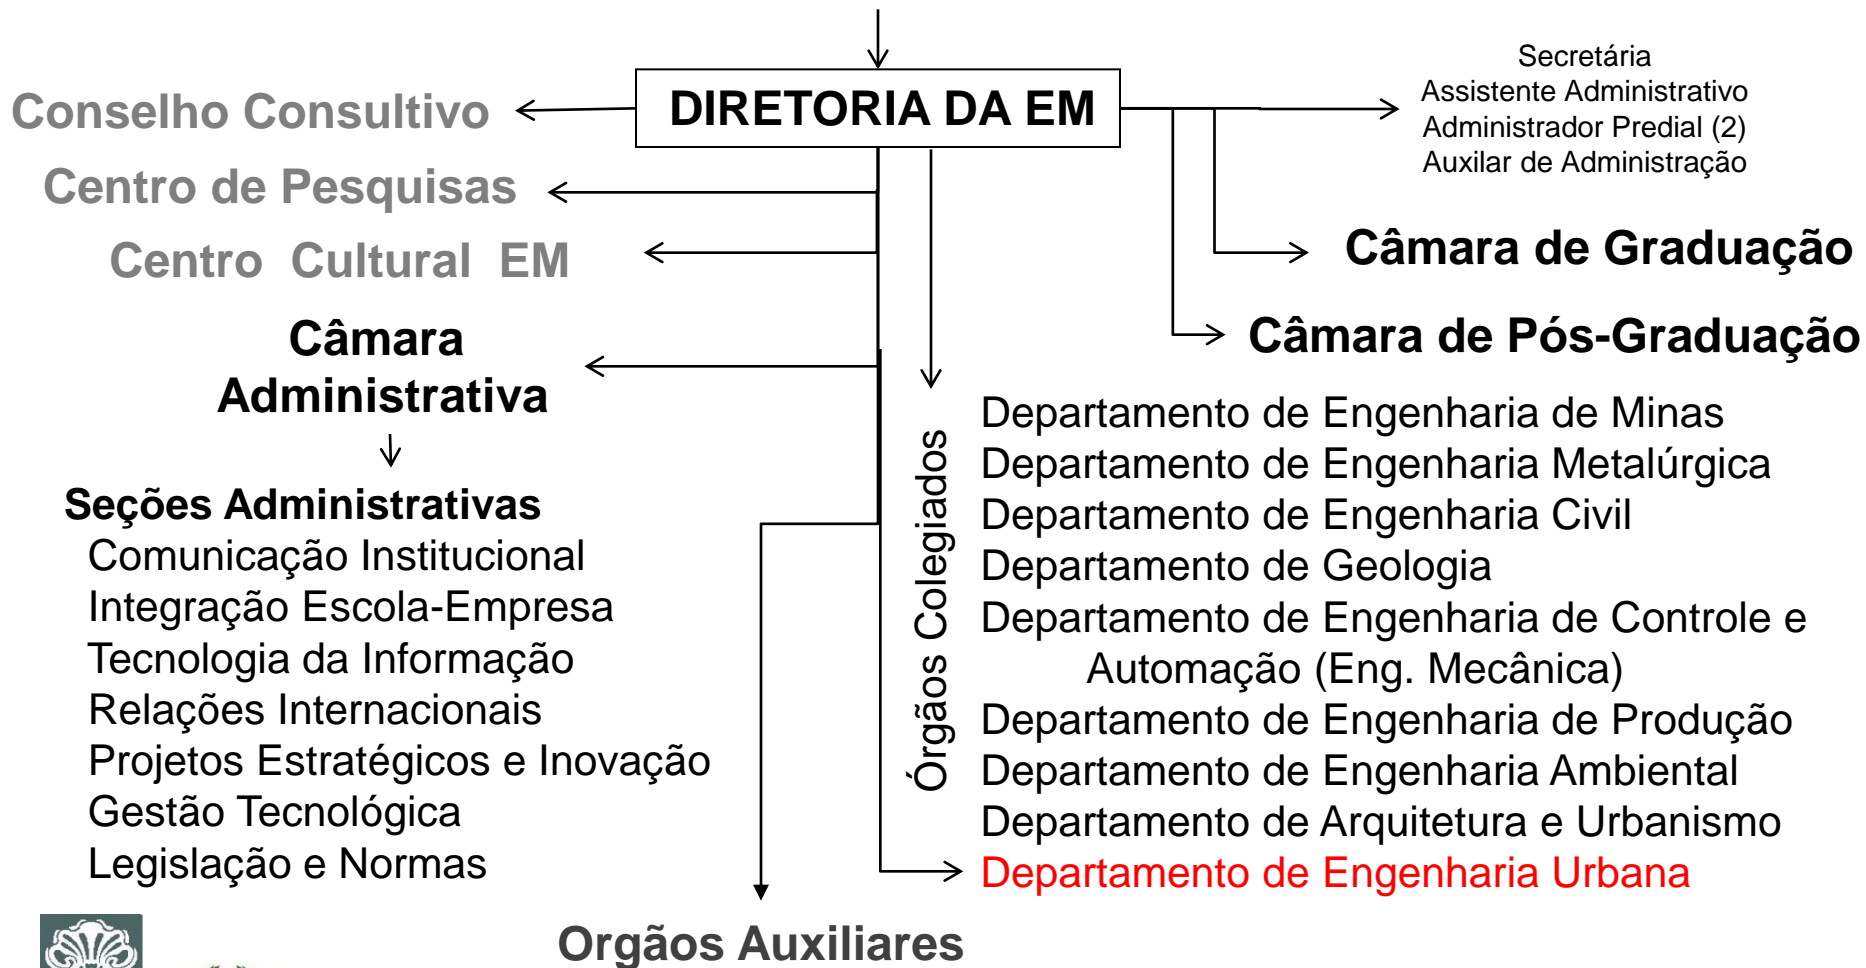 DIRETORIA DA EM
Conselho Consultivo
Centro de Pesquisas
Centro Cultural EM
Câmara
Administrativa
Seções Administrativas
Comunicação Institucional
Integração Escola-Empresa
Tecnologia da Informação
Relações Internacionais
Projetos Estratégicos e Inovação
Gestão Tecnológica
Legislação e Normas
Secretária
Assistente Administrativo
Administrador Predial (2)
Auxilar de Administração
Câmara de Graduação
Câmara de Pós-Graduação
Órgãos Colegiados
Departamento de Engenharia de Minas
Departamento de Engenharia Metalúrgica
Departamento de Engenharia Civil
Departamento de Geologia
Departamento de Engenharia de Controle e
Automação (Eng. Mecânica)
Departamento de Engenharia de Produção
Departamento de Engenharia Ambiental
Departamento de Arquitetura e Urbanismo
Departamento de Engenharia Urbana
Orgãos Auxiliares